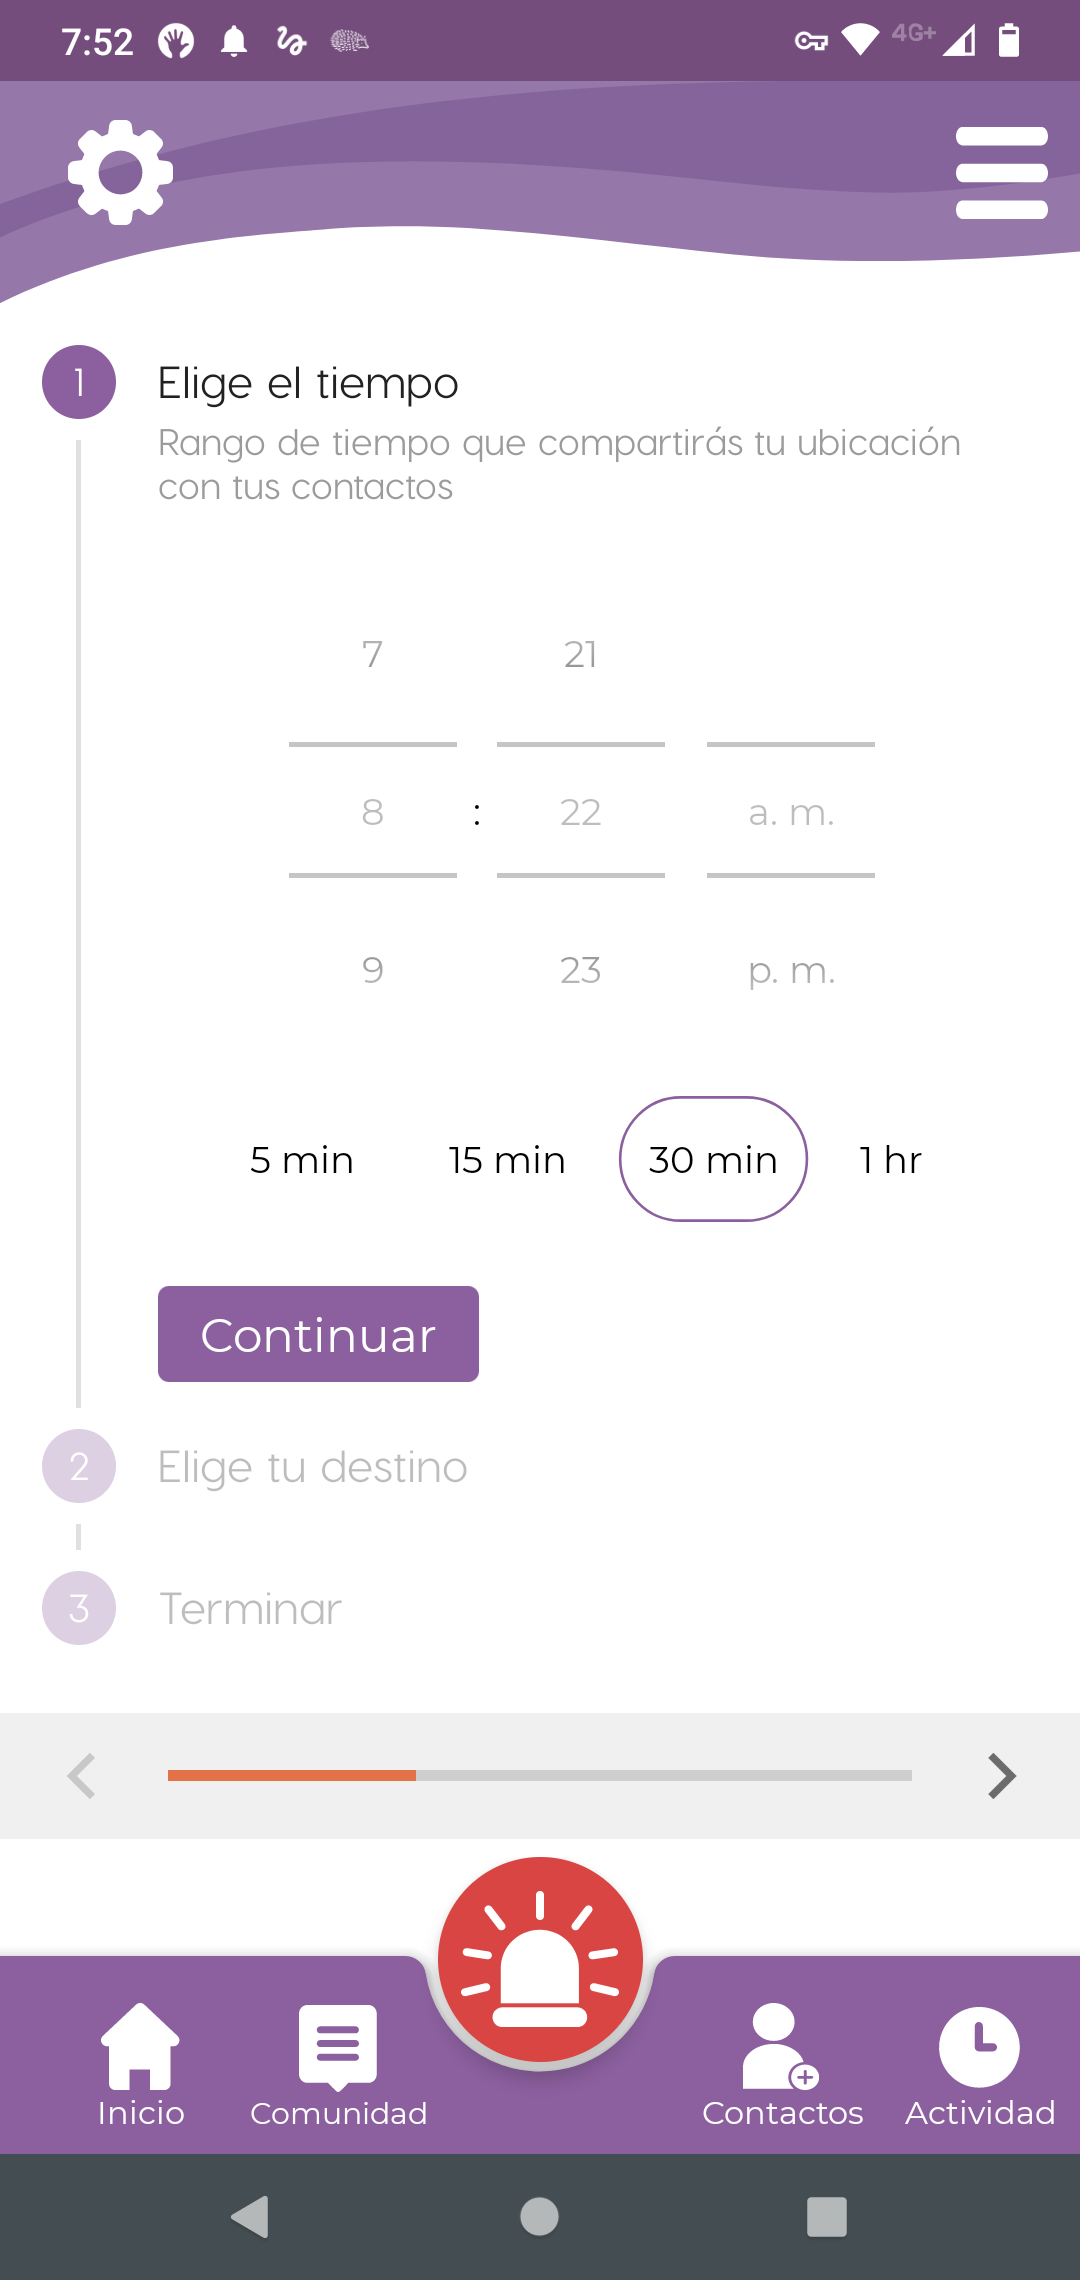 7:52
4G+
1 Elige el tiempo
Rango de tiempo que compartirás tu ubicación
con tus contactos
7 21
8 : 22 a. m.
9 23 p. m.
5 min 15 min 30 min 1 hr
Continuar
2 Elige tu destino
3 Terminar
Inicio Comunidad Contactos Actividad